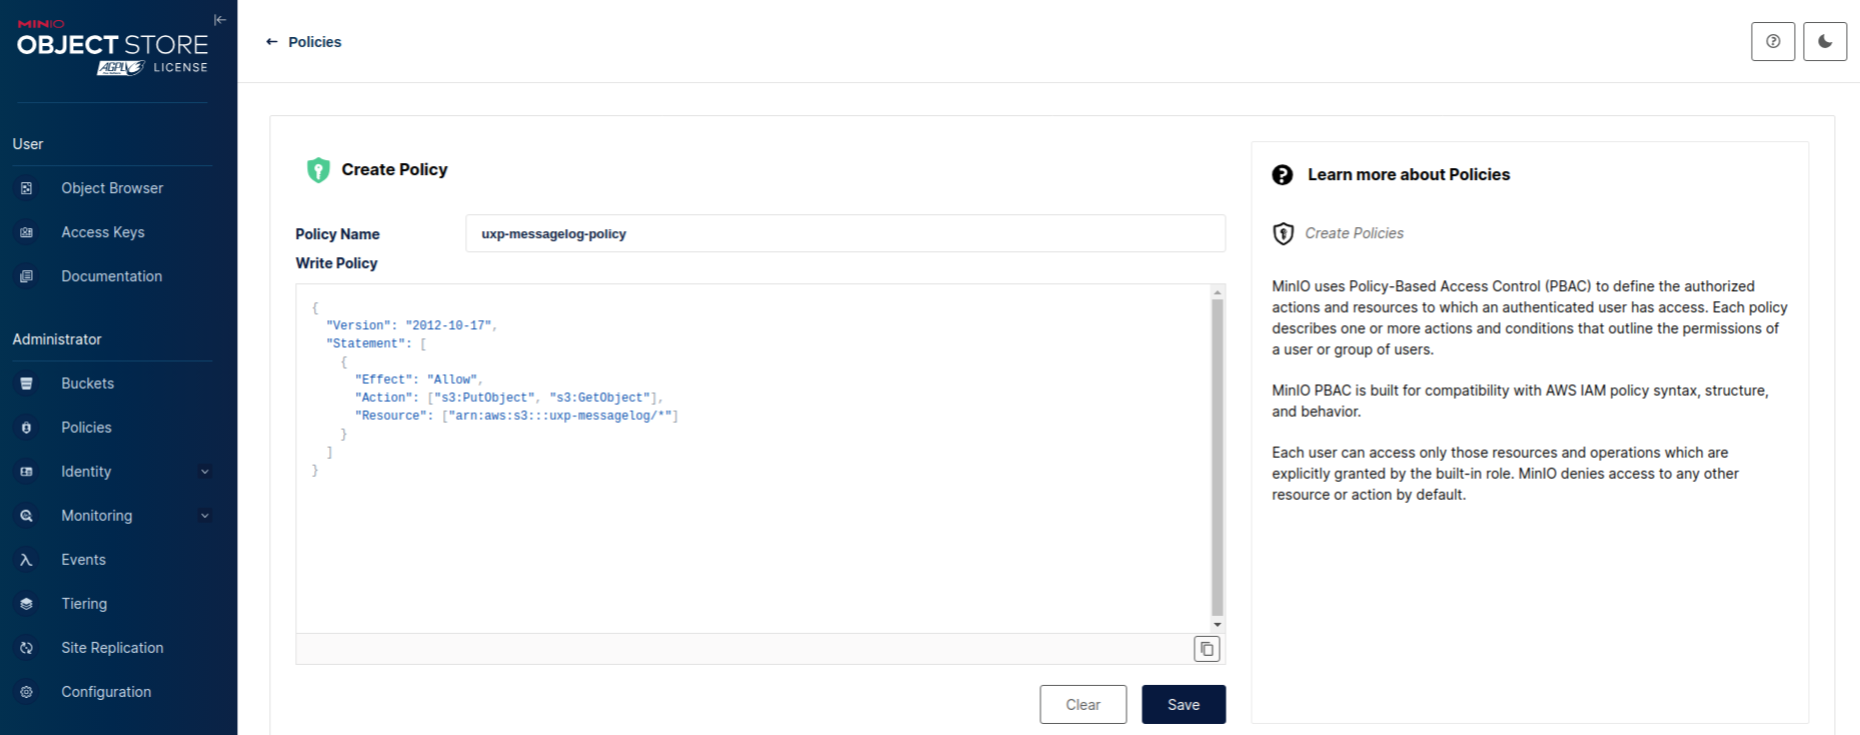 MINIO
OBJECT STORE
AGPLv3 LICENSE
User
Object Browser
Access Keys
Documentation
Administrator
Buckets
Policies
Identity
Monitoring
Events
Tiering
Site Replication
Configuration
← Policies
Create Policy
Policy Name
uxp-messagelog-policy
Write Policy
{
  "Version": "2012-10-17",
  "Statement": [
    {
      "Effect": "Allow",
      "Action": ["s3:PutObject", "s3:GetObject"],
      "Resource": ["arn:aws:s3:::uxp-messagelog/*"]
    }
  ]
}
Clear
Save
Learn more about Policies
Create Policies
MinIO uses Policy-Based Access Control (PBAC) to define the authorized
actions and resources to which an authenticated user has access. Each policy
describes one or more actions and conditions that outline the permissions of
a user or group of users.
MinIO PBAC is built for compatibility with AWS IAM policy syntax, structure,
and behavior.
Each user can access only those resources and operations which are
explicitly granted by the built-in role. MinIO denies access to any other
resource or action by default.